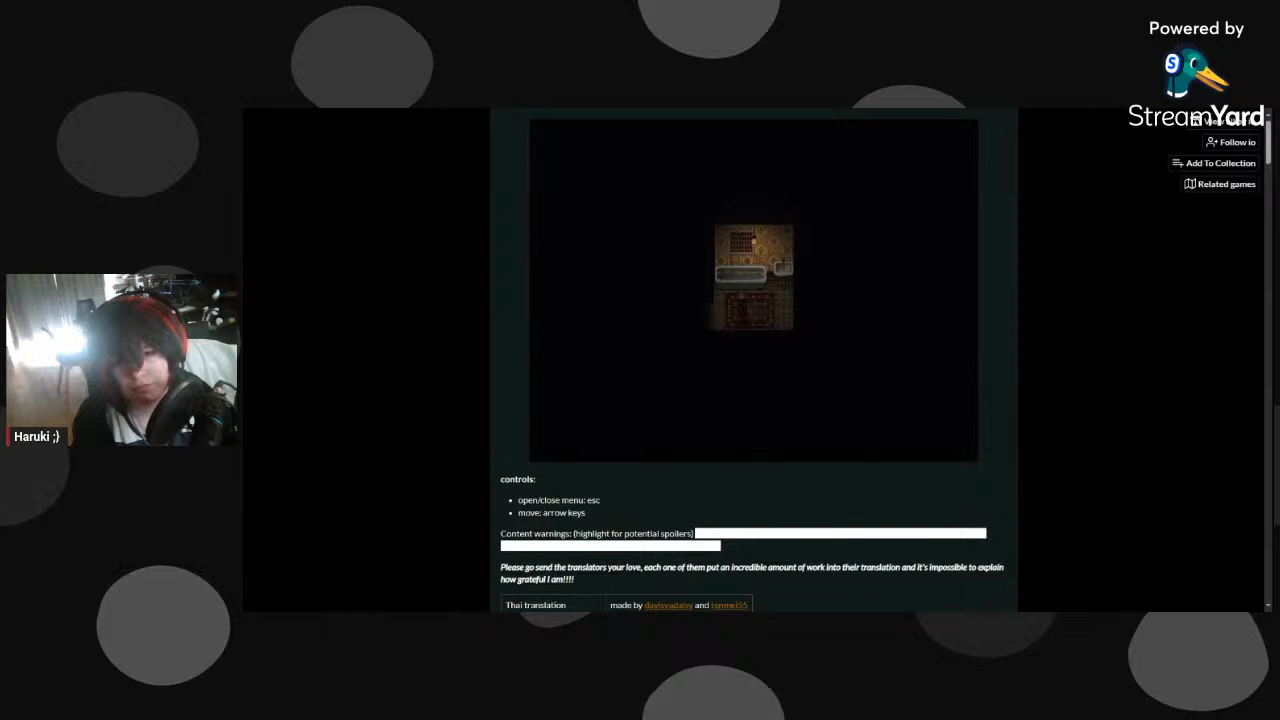 Powered by
StreamYard
Follow io
Add To Collection
Related games
Haruki ;}
controls:
open/close menu: esc
move: arrow keys
Content warnings: (highlight for potential spoilers)
Please go send the translators your love, each one of them put an incredible amount of work into their translation and it's impossible to explain
how grateful I am!!!!
Thai translation
made by davisyadaisy and